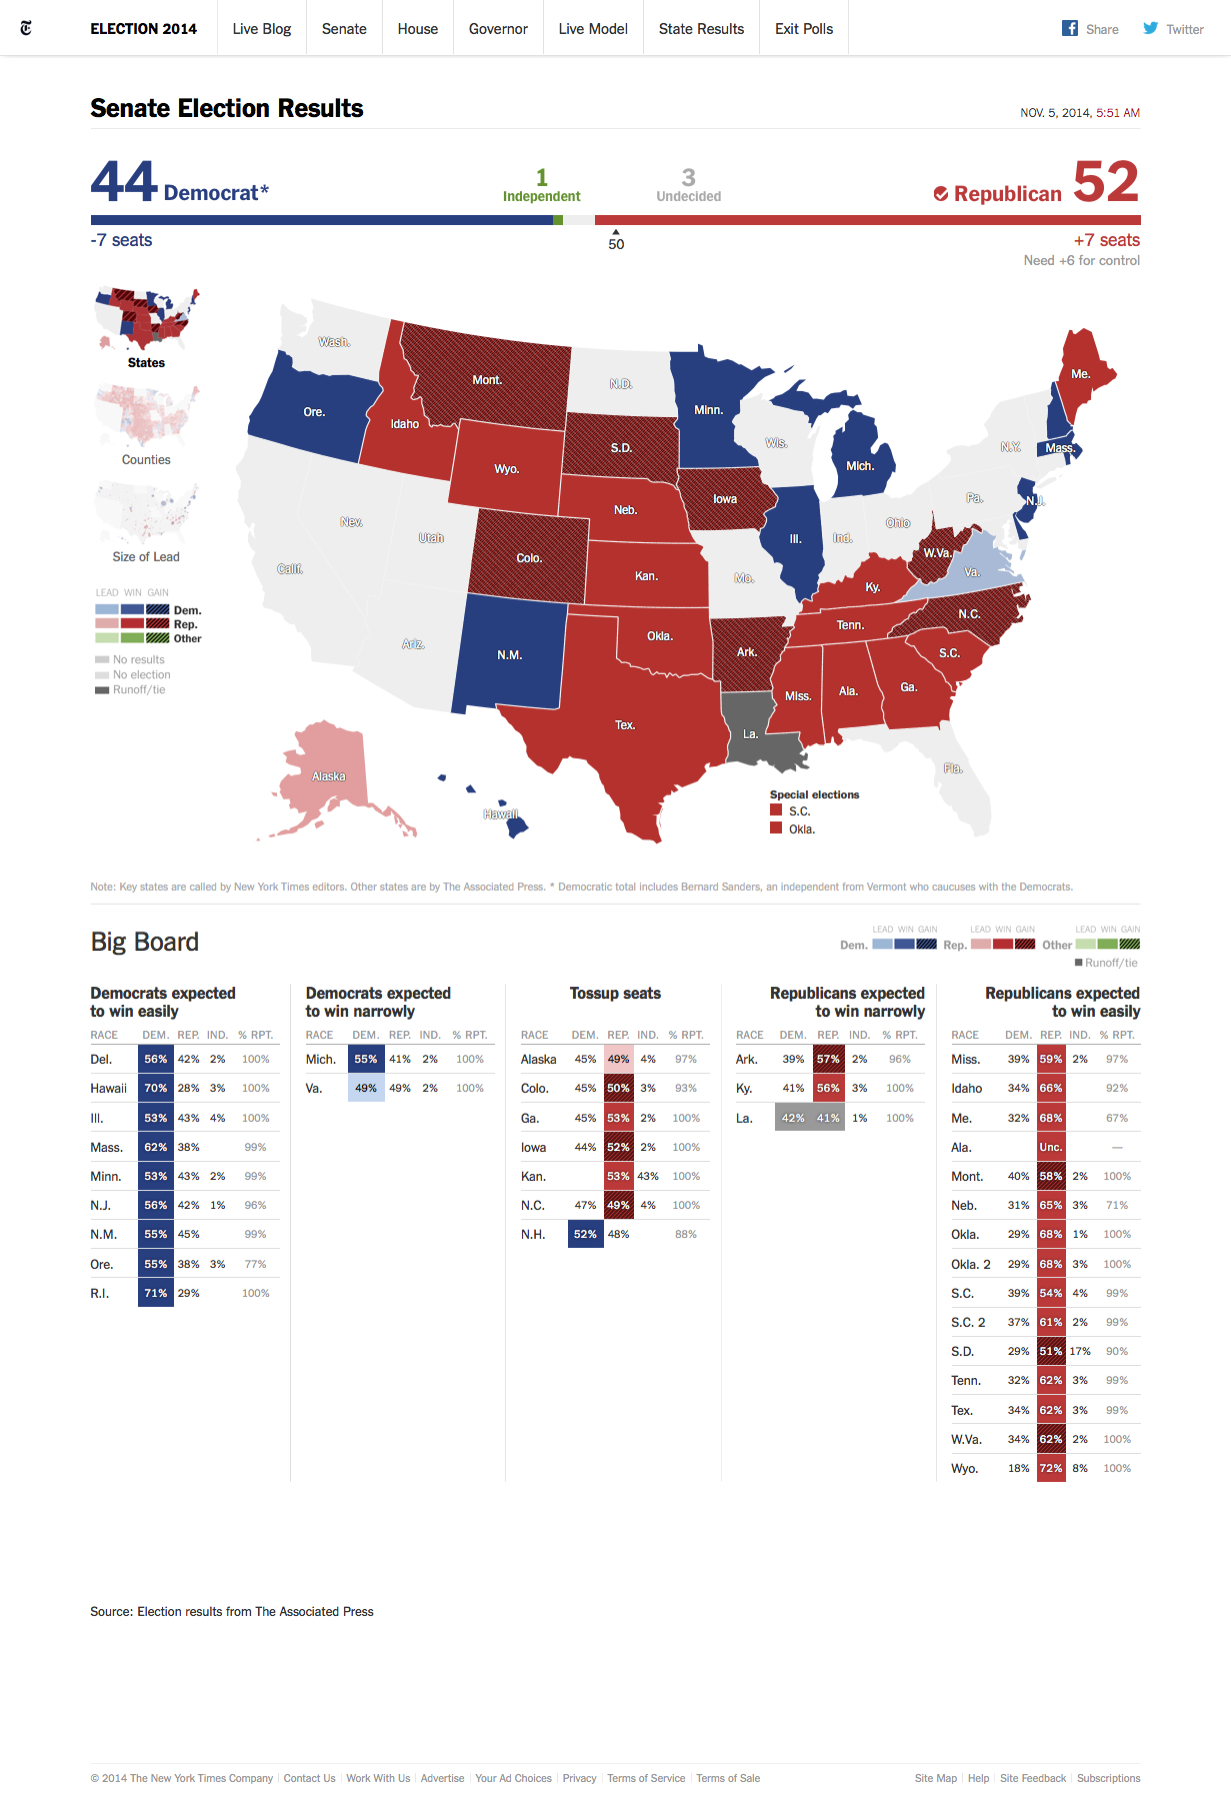 ELECTION 2014 Live Blog Senate House Governor Live Model State Results Exit Polls Share Twitter
Senate Election Results
NOV. 5, 2014, 5:51 AM
44 Democrat*
1
Independent
3
Undecided
Republican 52
-7 seats
50
+7 seats
Need +6 for control
States
Counties
Size of Lead
LEAD WIN GAIN
Dem.
Rep.
Other
No results
No election
Runoff/tie
Wash.
Ore.
Idaho
Mont.
N.D.
Minn.
Me.
S.D.
Wis.
Mich.
N.Y.
Mass.
Wyo.
Iowa
Neb.
Pa.
N.J.
Nev.
Utah
Colo.
Ill.
Ind.
Ohio
W.Va.
Va.
Calif.
Kan.
Mo.
Ky.
N.C.
Ariz.
N.M.
Okla.
Ark.
Tenn.
S.C.
Tex.
La.
Miss.
Ala.
Ga.
Fla.
Alaska
Hawaii
Special elections
S.C.
Okla.
Note: Key states are called by New York Times editors. Other states are by The Associated Press. * Democratic total includes Bernard Sanders, an independent from Vermont who caucuses with the Democrats.
Big Board
LEAD WIN GAIN LEAD WIN GAIN LEAD WIN GAIN
Dem. Rep. Other
Runoff/tie
Democrats expected
to win easily
RACE DEM. REP. IND. % RPT.
Del. 56% 42% 2% 100%
Hawaii 70% 28% 3% 100%
Ill. 53% 43% 4% 100%
Mass. 62% 38% 99%
Minn. 53% 43% 2% 99%
N.J. 56% 42% 1% 96%
N.M. 55% 45% 99%
Ore. 55% 38% 3% 77%
R.I. 71% 29% 100%
Democrats expected
to win narrowly
RACE DEM. REP. IND. % RPT.
Mich. 55% 41% 2% 100%
Va. 49% 49% 2% 100%
Tossup seats
RACE DEM. REP. IND. % RPT.
Alaska 45% 49% 4% 97%
Colo. 45% 50% 3% 93%
Ga. 45% 53% 2% 100%
Iowa 44% 52% 2% 100%
Kan. 53% 43% 100%
N.C. 47% 49% 4% 100%
N.H. 52% 48% 88%
Republicans expected
to win narrowly
RACE DEM. REP. IND. % RPT.
Ark. 39% 57% 2% 96%
Ky. 41% 56% 3% 100%
La. 42% 41% 1% 100%
Republicans expected
to win easily
RACE DEM. REP. IND. % RPT.
Miss. 39% 59% 2% 97%
Idaho 34% 66% 92%
Me. 32% 68% 67%
Ala. Unc. —
Mont. 40% 58% 2% 100%
Neb. 31% 65% 3% 71%
Okla. 29% 68% 1% 100%
Okla. 2 29% 68% 3% 100%
S.C. 39% 54% 4% 99%
S.C. 2 37% 61% 2% 99%
S.D. 29% 51% 17% 90%
Tenn. 32% 62% 3% 99%
Tex. 34% 62% 3% 99%
W.Va. 34% 62% 2% 100%
Wyo. 18% 72% 8% 100%
Source: Election results from The Associated Press
© 2014 The New York Times Company Contact Us Work With Us Advertise Your Ad Choices Privacy Terms of Service Terms of Sale Site Map Help Site Feedback Subscriptions